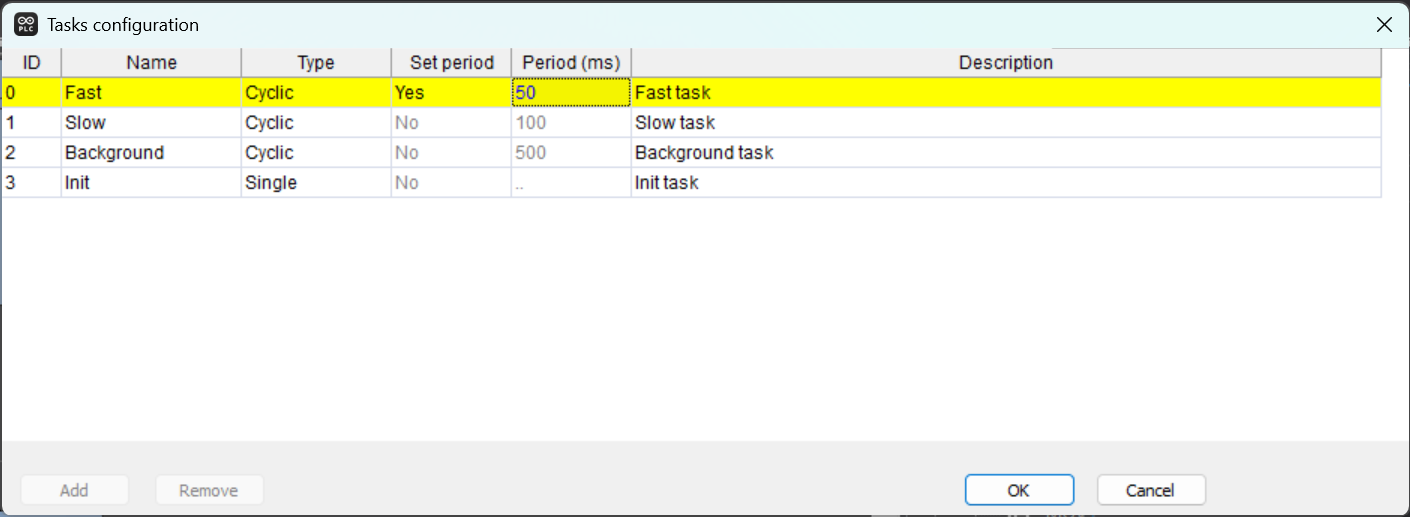 PLC
Tasks configuration
ID Name Type Set period Period (ms) Description
0 Fast Cyclic Yes 50 Fast task
1 Slow Cyclic No 100 Slow task
2 Background Cyclic No 500 Background task
3 Init Single No .. Init task
Add Remove OK Cancel